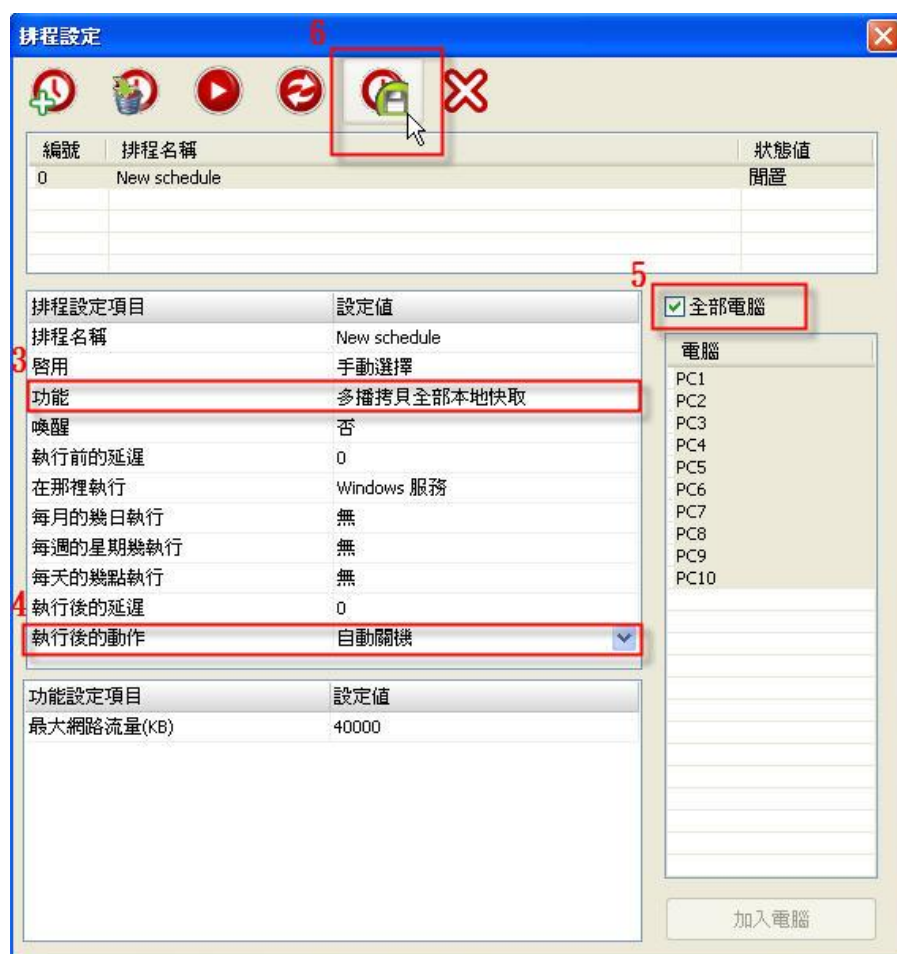 排程設定
6
編號 排程名稱 狀態值
0 New schedule 閒置
5
排程設定項目 設定值
排程名稱 New schedule
3
啓用 手動選擇
功能 多播拷貝全部本地快取
喚醒 否
執行前的延遲 0
在那裡執行 Windows 服務
每月的幾日執行 無
每週的星期幾執行 無
每天的幾點執行 無
4
執行後的延遲 0
執行後的動作 自動關機
全部電腦
電腦
PC1
PC2
PC3
PC4
PC5
PC6
PC7
PC8
PC9
PC10
功能設定項目 設定值
最大網路流量(KB) 40000
加入電腦